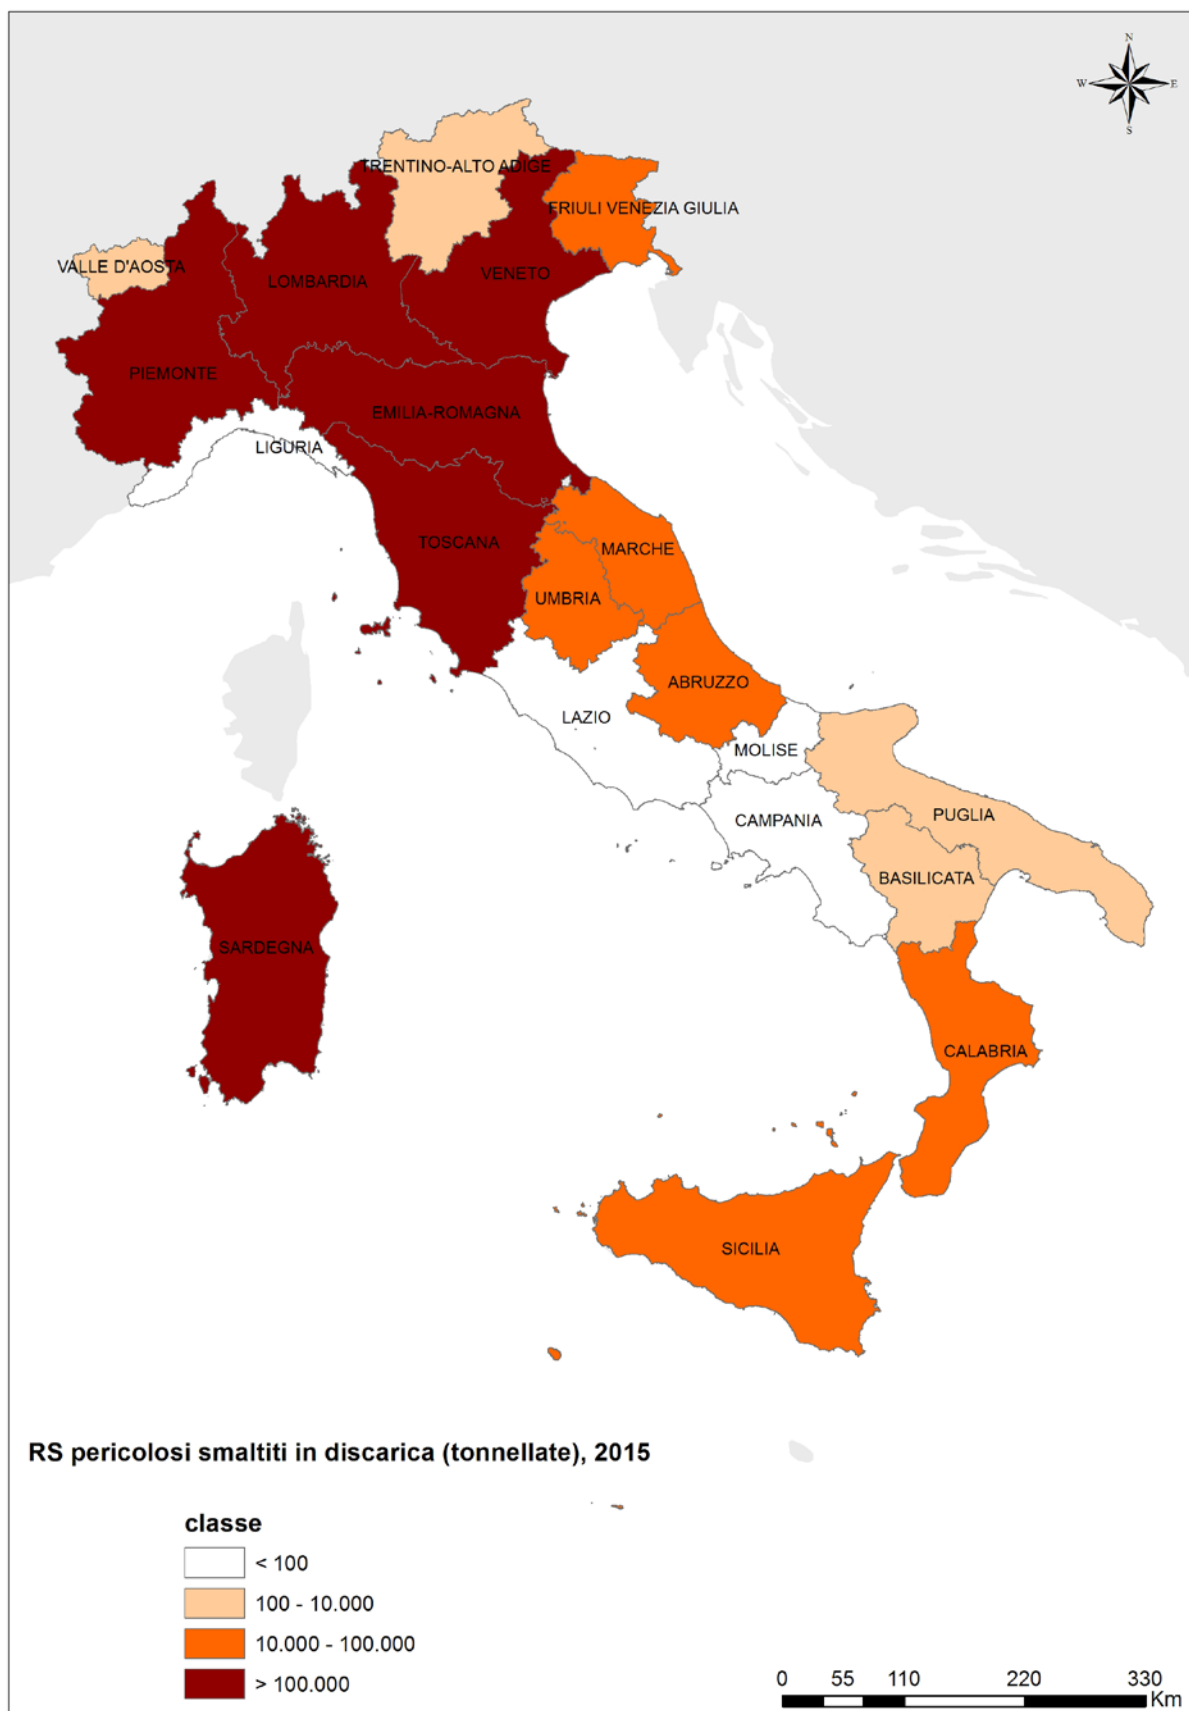 N
W E
S
TRENTINO-ALTO ADIGE
FRIULI VENEZIA GIULIA
VALLE D'AOSTA
LOMBARDIA
VENETO
PIEMONTE
EMILIA-ROMAGNA
LIGURIA
TOSCANA
MARCHE
UMBRIA
ABRUZZO
LAZIO
MOLISE
CAMPANIA
PUGLIA
BASILICATA
SARDEGNA
CALABRIA
SICILIA
RS pericolosi smaltiti in discarica (tonnellate), 2015
classe
< 100
100 - 10.000
10.000 - 100.000
> 100.000
0 55 110 220 330
Km